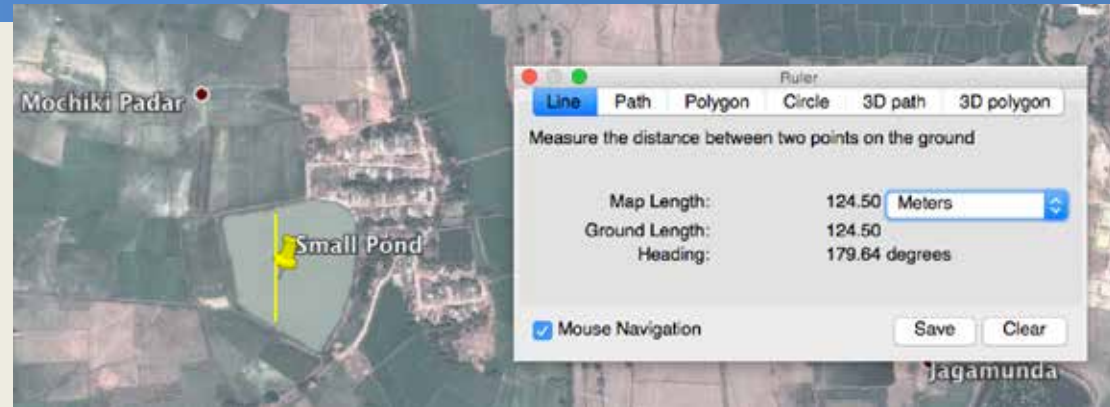 Mochiki Padar
Small Pond
Ruler
Line Path Polygon Circle 3D path 3D polygon
Measure the distance between two points on the ground
Map Length: 124.50 Meters
Ground Length: 124.50
Heading: 179.64 degrees
Mouse Navigation Save Clear
Jagamunda